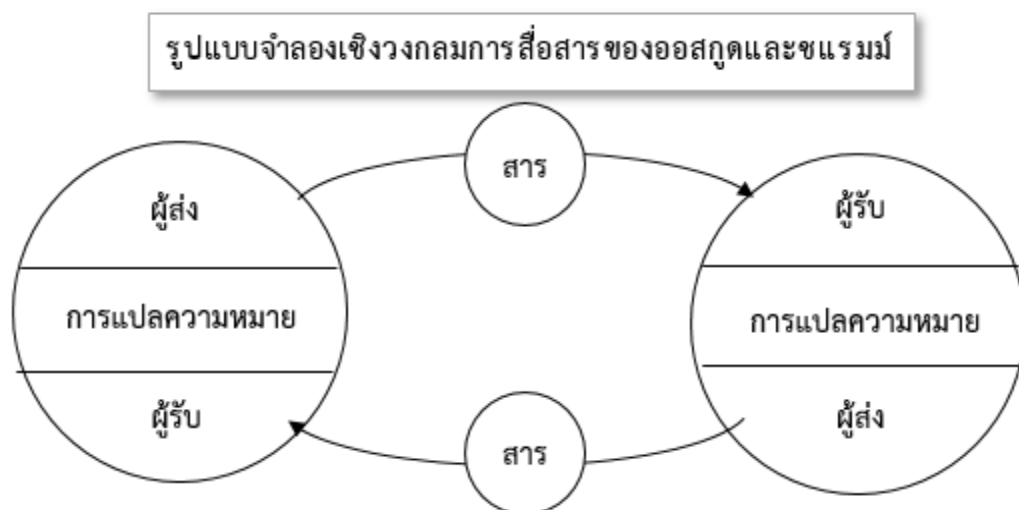 รูปแบบจำลองเชิงวงกลมการสื่อสารของออสกูดและชแรมม์
สาร
ผู้ส่ง
ผู้รับ
การแปลความหมาย
การแปลความหมาย
ผู้รับ
ผู้ส่ง
สาร